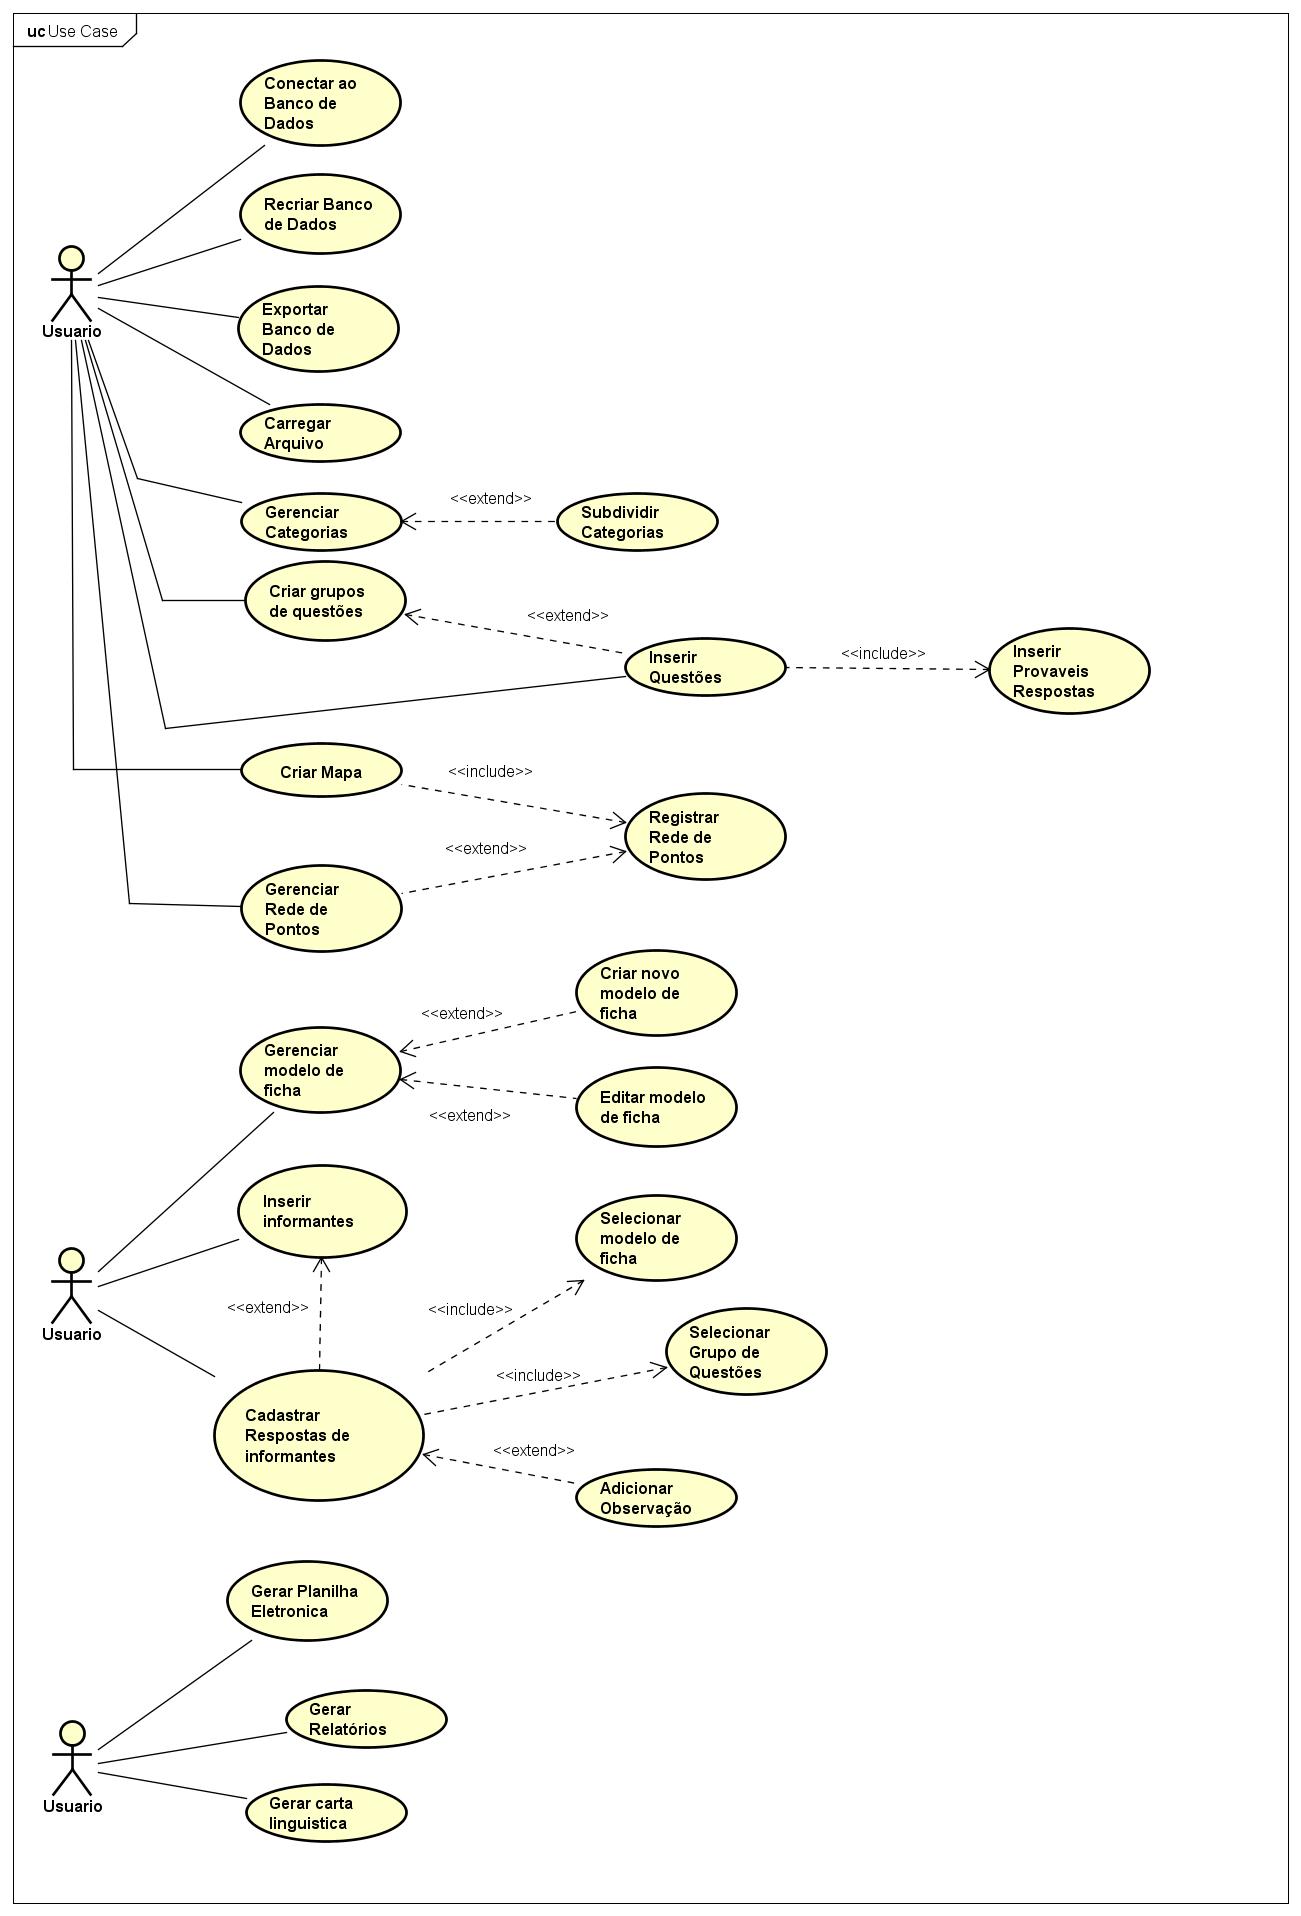 uc Use Case
Conectar ao
Banco de
Dados
Recriar Banco
de Dados
Usuario
Exportar
Banco de
Dados
Carregar
Arquivo
Gerenciar
Categorias
<<extend>>
Subdividir
Categorias
Criar grupos
de questões
<<extend>>
Inserir
Questões
<<include>>
Inserir
Provaveis
Respostas
Criar Mapa
<<include>>
Registrar
Rede de
Pontos
<<extend>>
Gerenciar
Rede de
Pontos
Criar novo
modelo de
ficha
<<extend>>
Gerenciar
modelo de
ficha
Editar modelo
de ficha
<<extend>>
Inserir
informantes
Selecionar
modelo de
ficha
Usuario
<<extend>>
<<include>>
Selecionar
Grupo de
Questões
<<include>>
Cadastrar
Respostas de
informantes
<<extend>>
Adicionar
Observação
Gerar Planilha
Eletronica
Gerar
Relatórios
Usuario
Gerar carta
linguistica